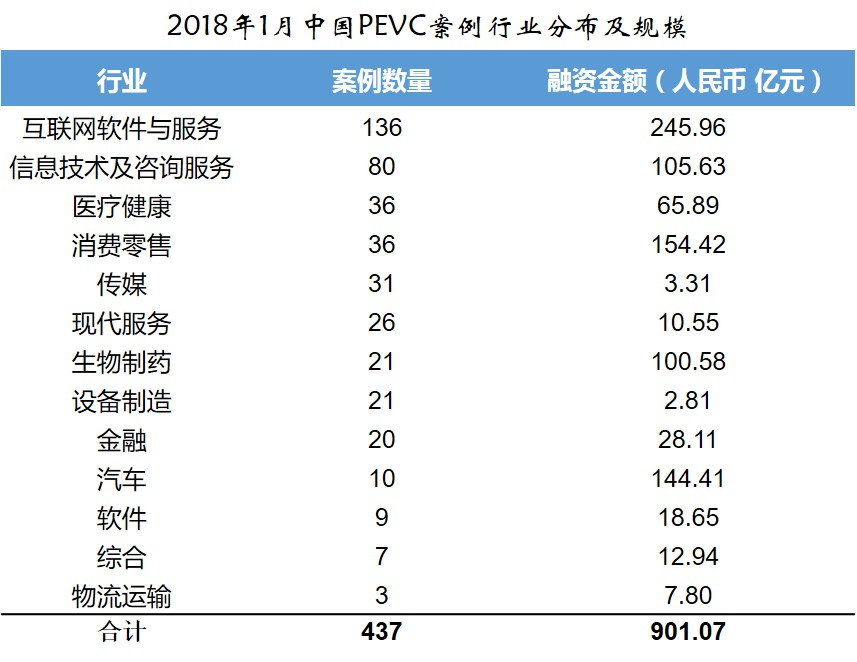 2018年1月中国PEVC案例行业分布及规模
行业 案例数量 融资金额（人民币 亿元）
互联网软件与服务 136 245.96
信息技术及咨询服务 80 105.63
医疗健康 36 65.89
消费零售 36 154.42
传媒 31 3.31
现代服务 26 10.55
生物制药 21 100.58
设备制造 21 2.81
金融 20 28.11
汽车 10 144.41
软件 9 18.65
综合 7 12.94
物流运输 3 7.80
合计 437 901.07